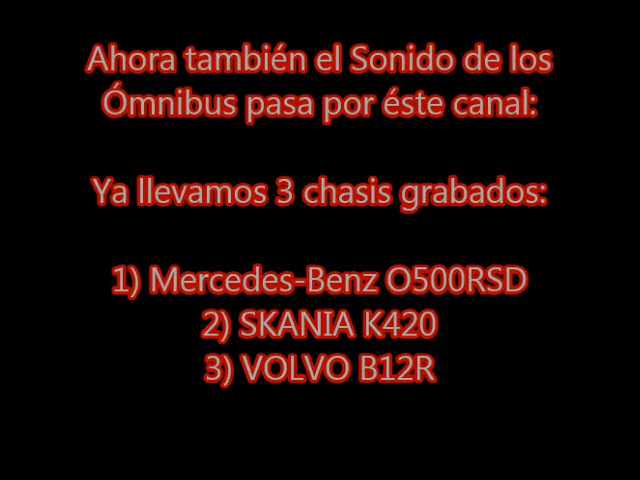 Ahora también el Sonido de los
Ómnibus pasa por éste canal:
Ya llevamos 3 chasis grabados:
1) Mercedes-Benz O500RSD
2) SKANIA K420
3) VOLVO B12R